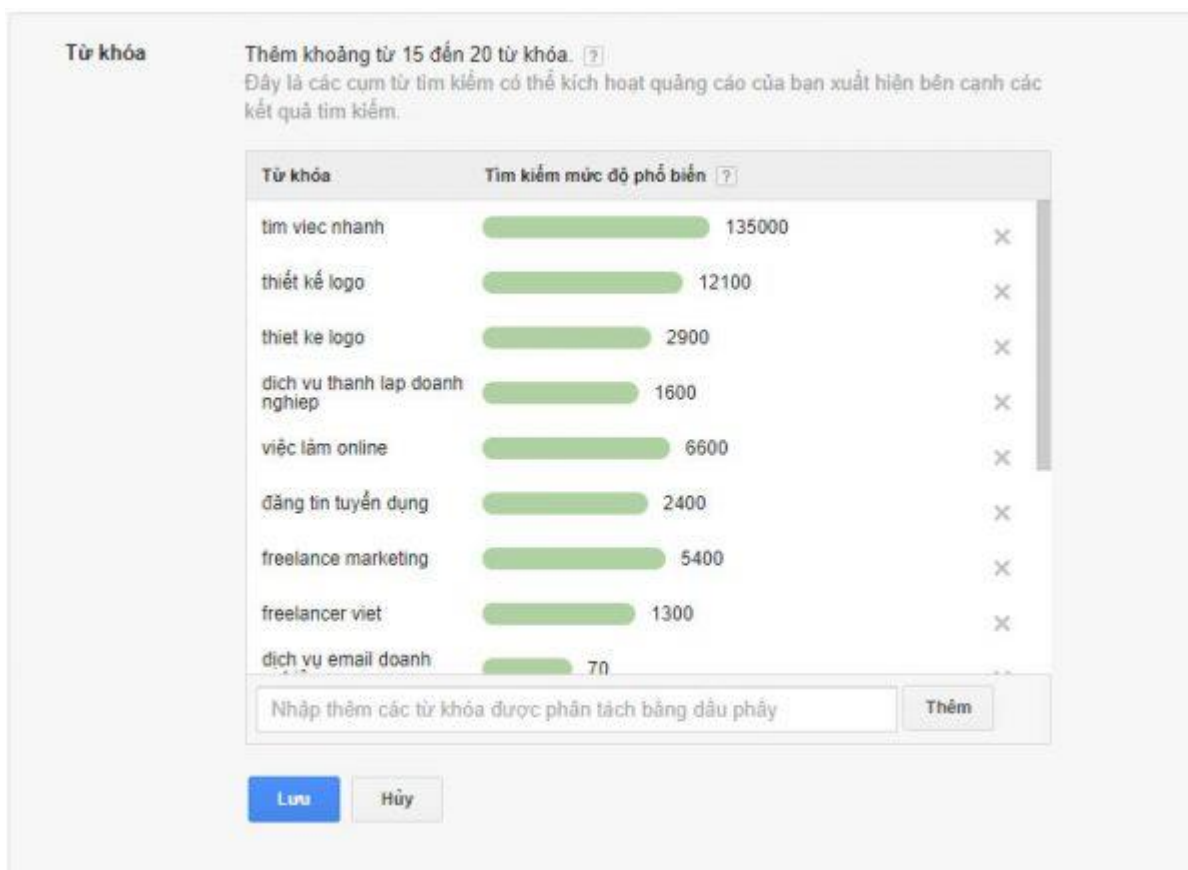 Từ khóa
Thêm khoảng từ 15 đến 20 từ khóa. ?
Đây là các cụm từ tìm kiếm có thể kích hoạt quảng cáo của bạn xuất hiện bên cạnh các
kết quả tìm kiếm.
Từ khóa Tìm kiếm mức độ phổ biến ?
tim viec nhanh 135000
thiết kế logo 12100
thiet ke logo 2900
dich vu thanh lap doanh
nghiep 1600
việc làm online 6600
đăng tin tuyển dụng 2400
freelance marketing 5400
freelancer viet 1300
dịch vụ email doanh
70
Nhập thêm các từ khóa được phân tách bằng dấu phẩy Thêm
Lưu Hủy